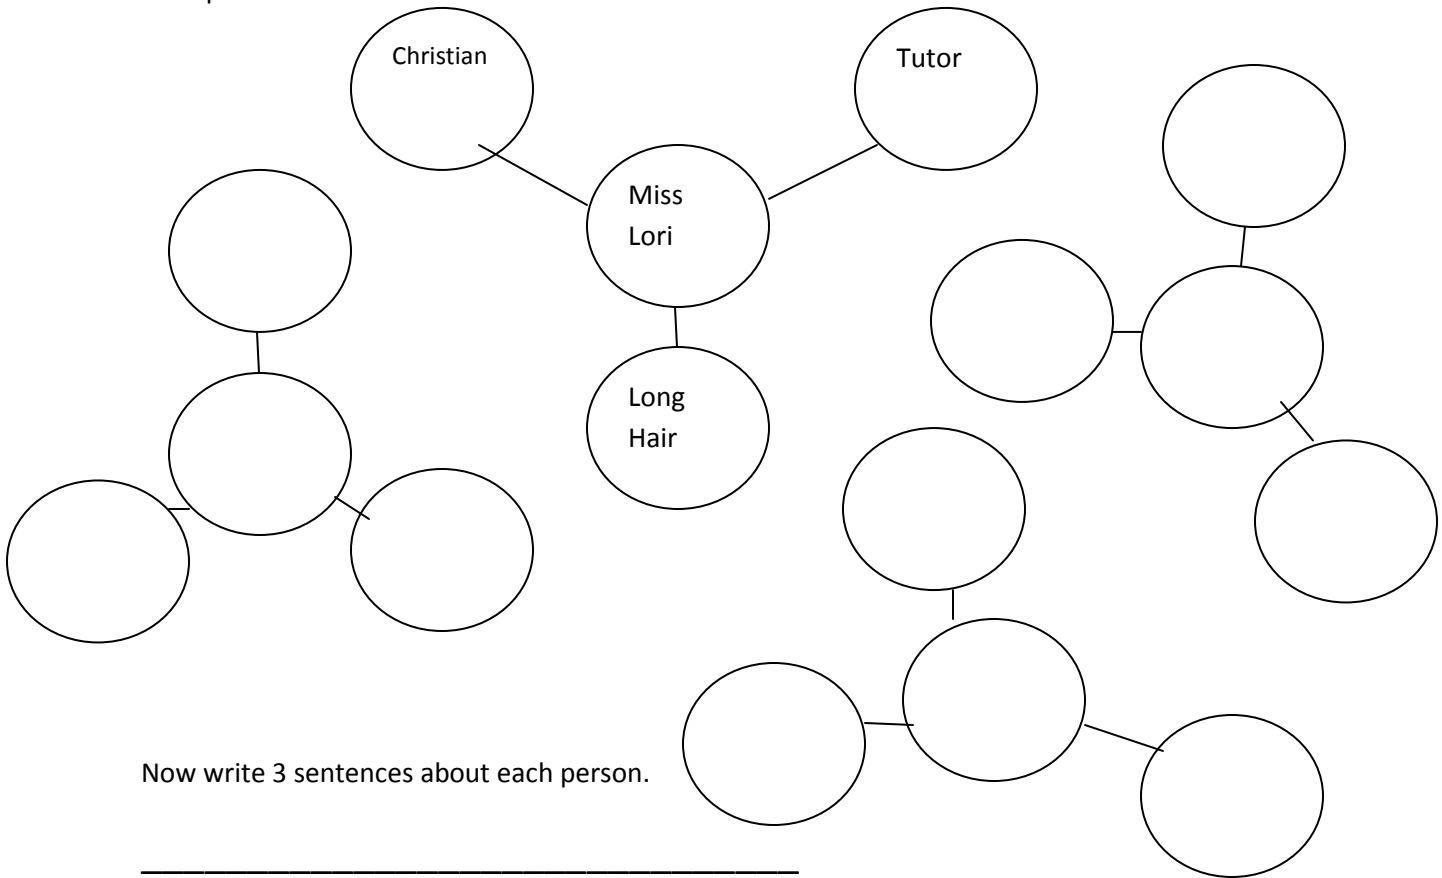 Christian
Tutor
Miss
Lori
Long
Hair
Now write 3 sentences about each person.